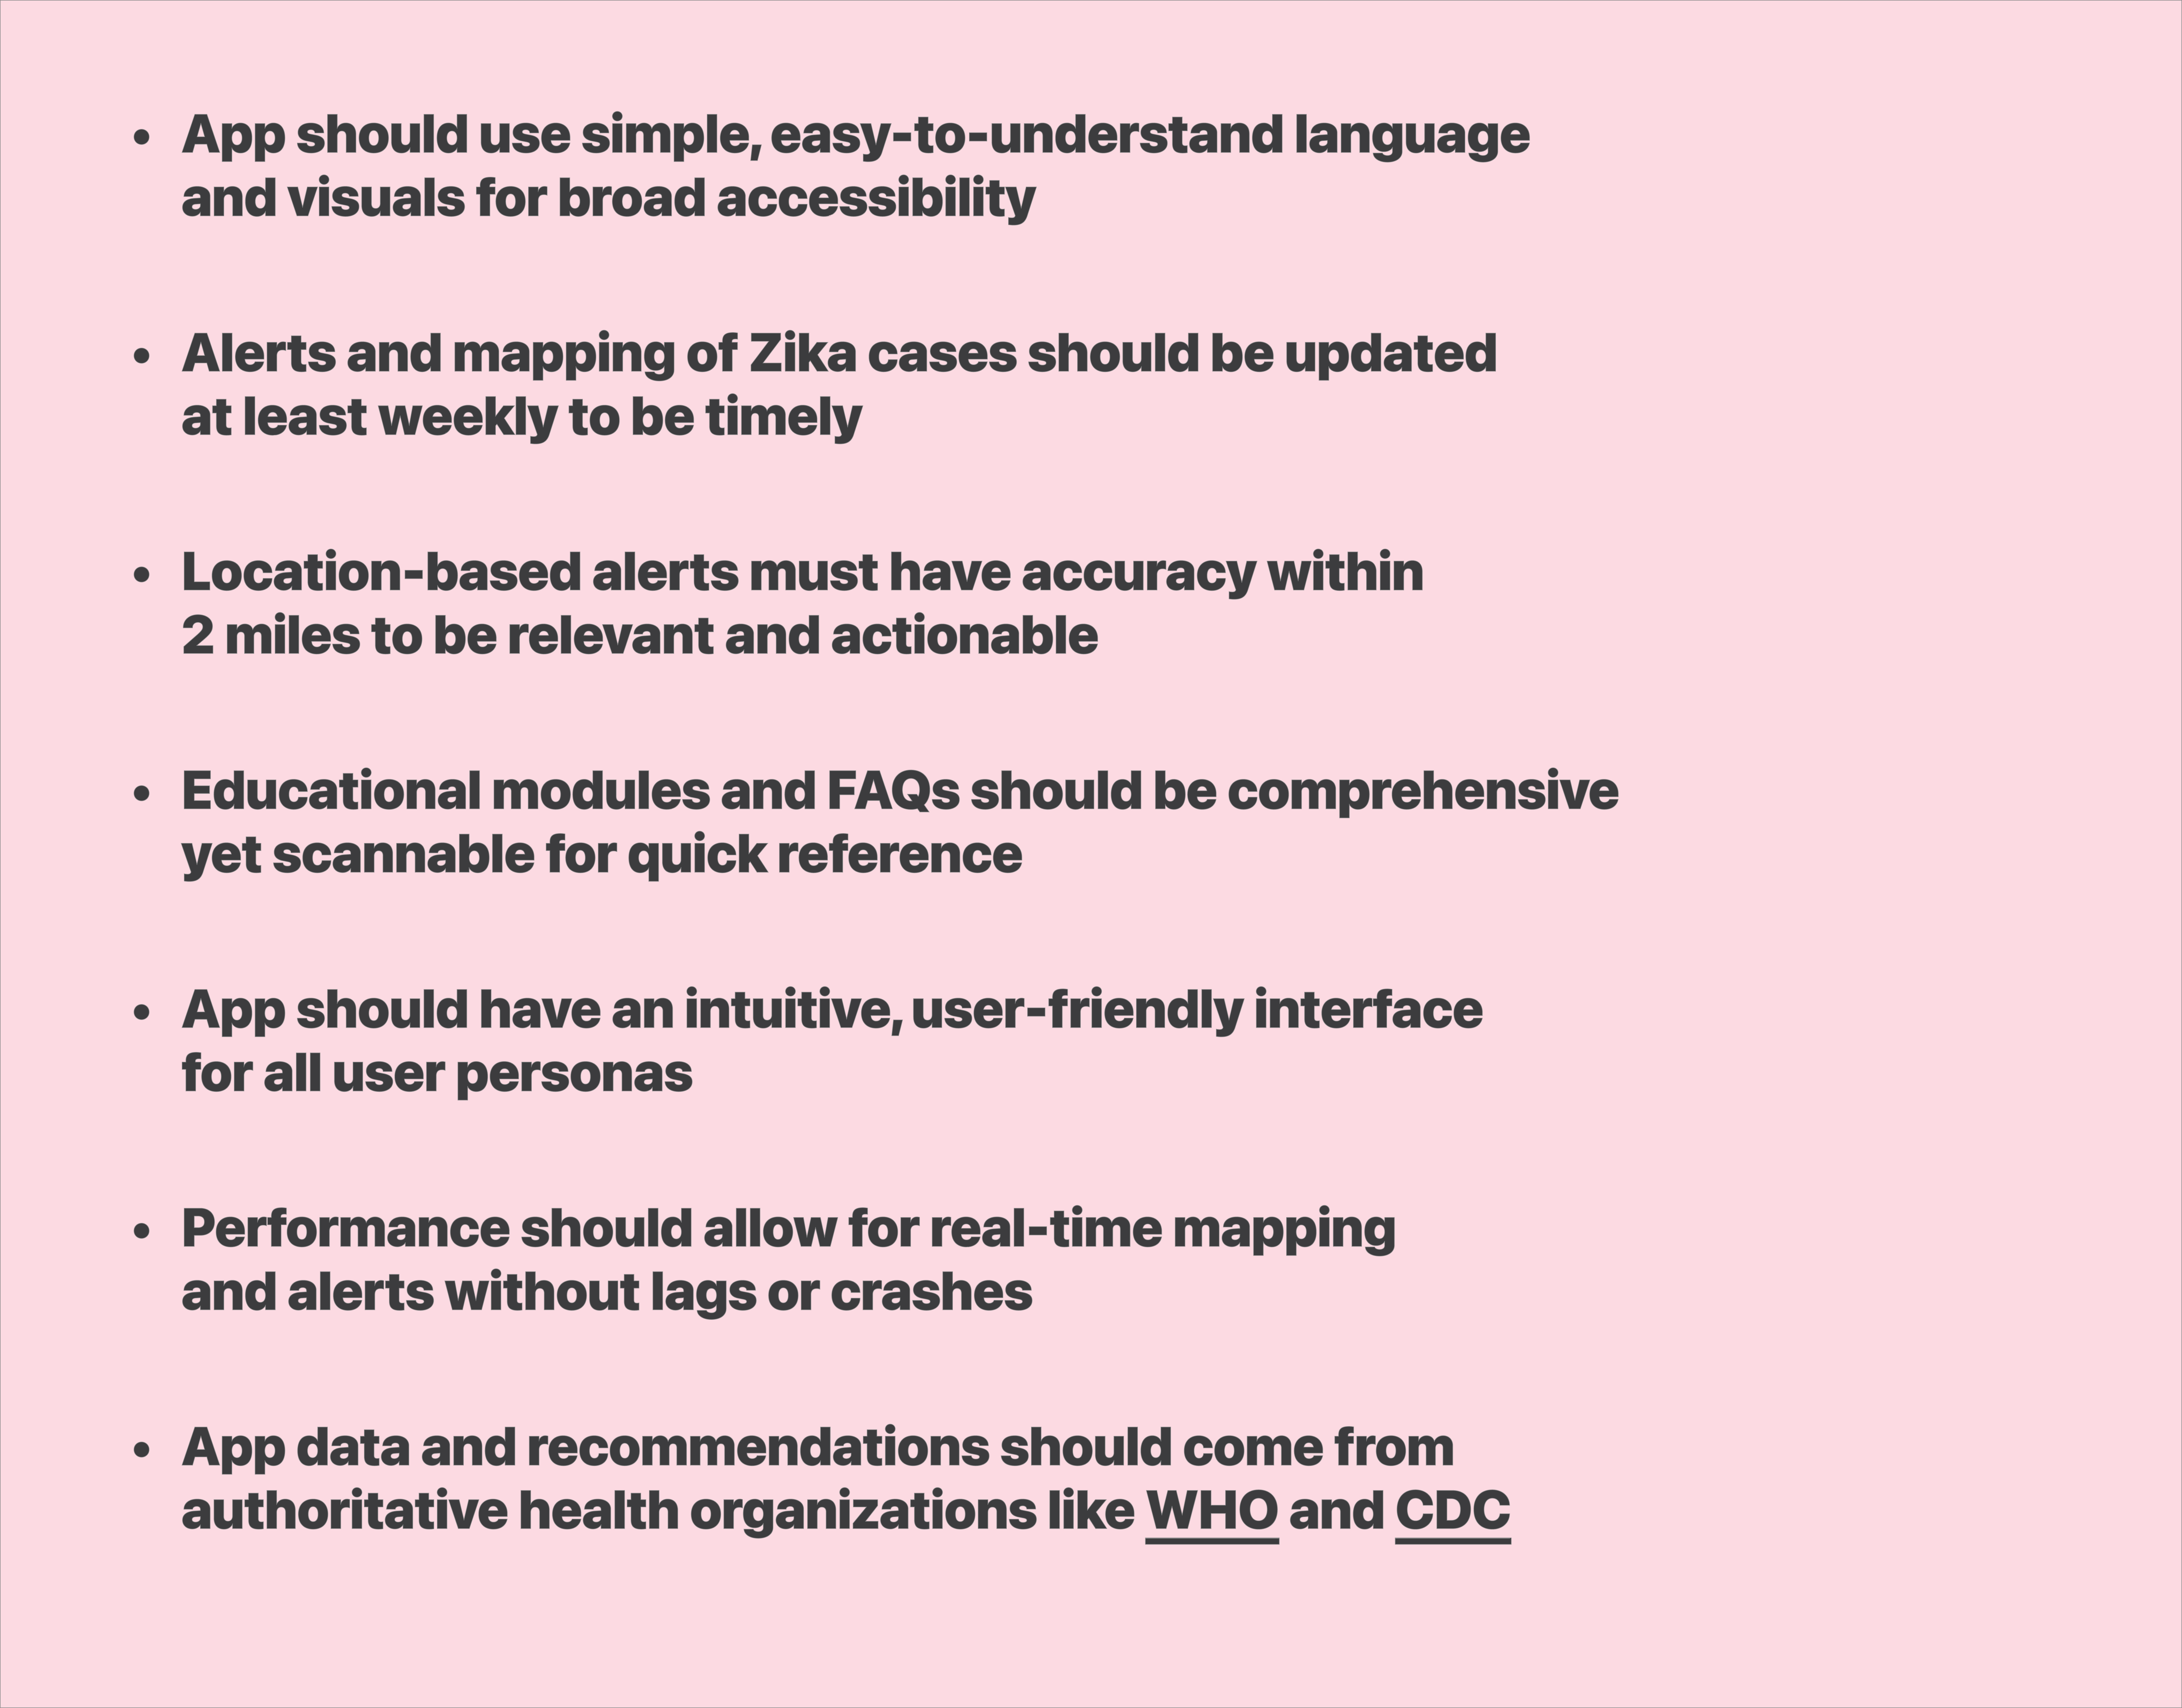 • App should use simple, easy-to-understand language
and visuals for broad accessibility
• Alerts and mapping of Zika cases should be updated
at least weekly to be timely
• Location-based alerts must have accuracy within
2 miles to be relevant and actionable
• Educational modules and FAQs should be comprehensive
yet scannable for quick reference
• App should have an intuitive, user-friendly interface
for all user personas
• Performance should allow for real-time mapping
and alerts without lags or crashes
• App data and recommendations should come from
authoritative health organizations like WHO and CDC